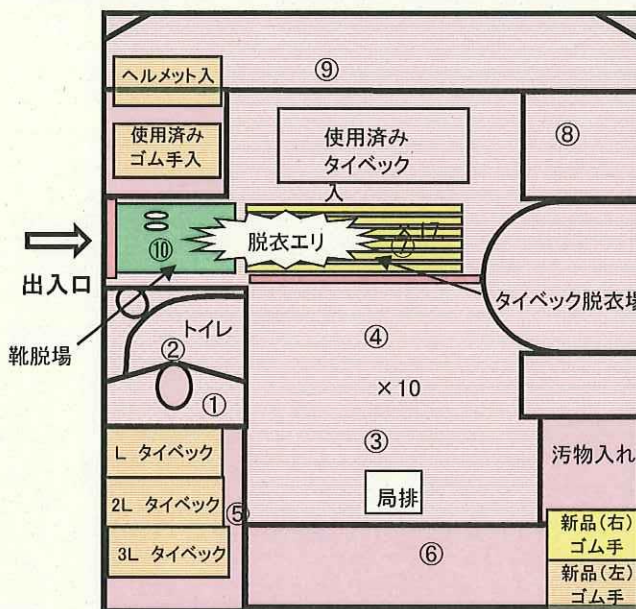 ⑨
ヘルメット入
使用済み
ゴム手入
使用済み
タイベック
入
⑧
⑩
脱衣エリ
×17
⑦
出入口
タイベック脱衣場
靴脱場
トイレ
②
①
④
×10
③
局排
L タイベック
2L タイベック
3L タイベック
⑤
⑥
汚物入れ
新品(右)
ゴム手
新品(左)
ゴム手